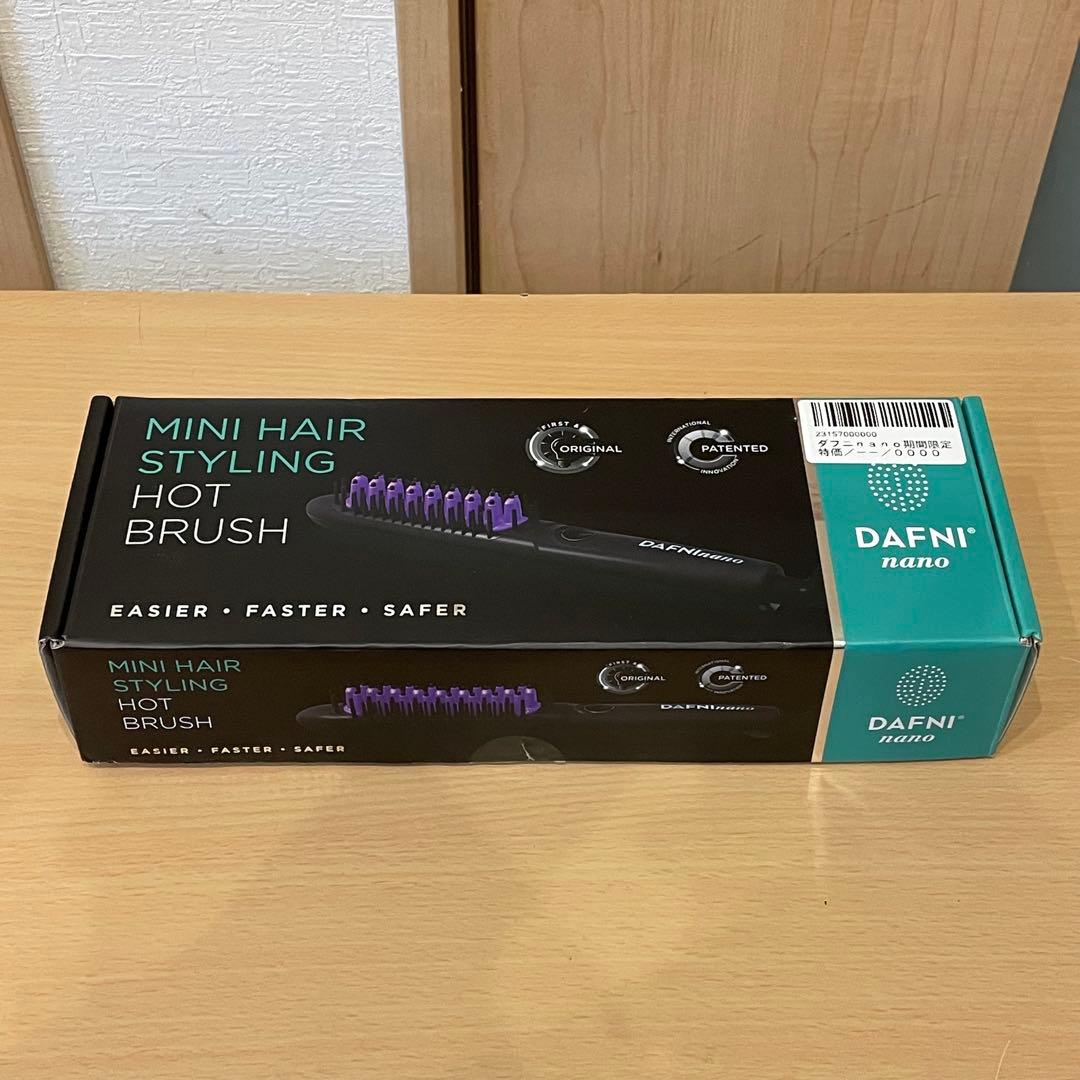 MINI HAIR
STYLING
HOT
BRUSH
EASIER • FASTER • SAFER
FIRST &
ORIGINAL
INTERNATIONAL
PATENTED
INNOVATION
DAFNInano
23157000000
ダフニnano期間限定
特価/ーー/0000
DAFNI®
nano
MINI HAIR
STYLING
HOT
BRUSH
EASIER • FASTER • SAFER
FIRST &
ORIGINAL
INTERNATIONAL
PATENTED
DAFNInano
DAFNI®
nano